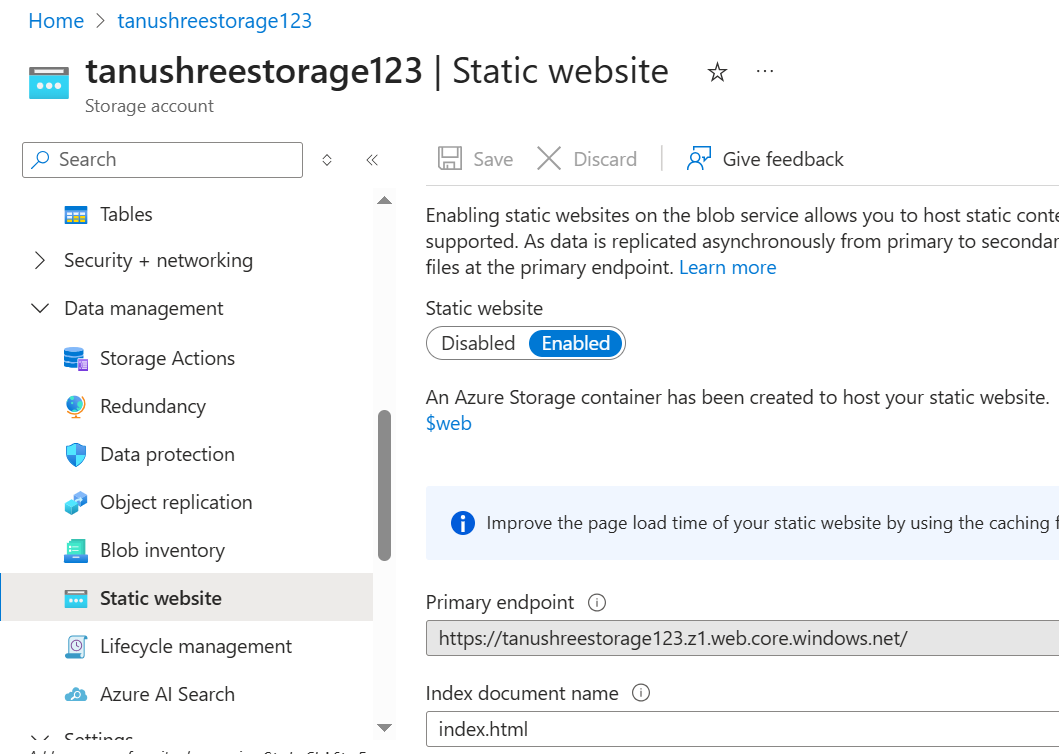 Home > tanushreestorage123
tanushreestorage123 | Static website
Storage account
Search
Tables
Security + networking
Data management
Storage Actions
Redundancy
Data protection
Object replication
Blob inventory
Static website
Lifecycle management
Azure AI Search
Settings
Save
Discard
Give feedback
Enabling static websites on the blob service allows you to host static conte
supported. As data is replicated asynchronously from primary to secondar
files at the primary endpoint. Learn more
Static website
Disabled Enabled
An Azure Storage container has been created to host your static website.
$web
Improve the page load time of your static website by using the caching f
Primary endpoint
https://tanushreestorage123.z1.web.core.windows.net/
Index document name
index.html